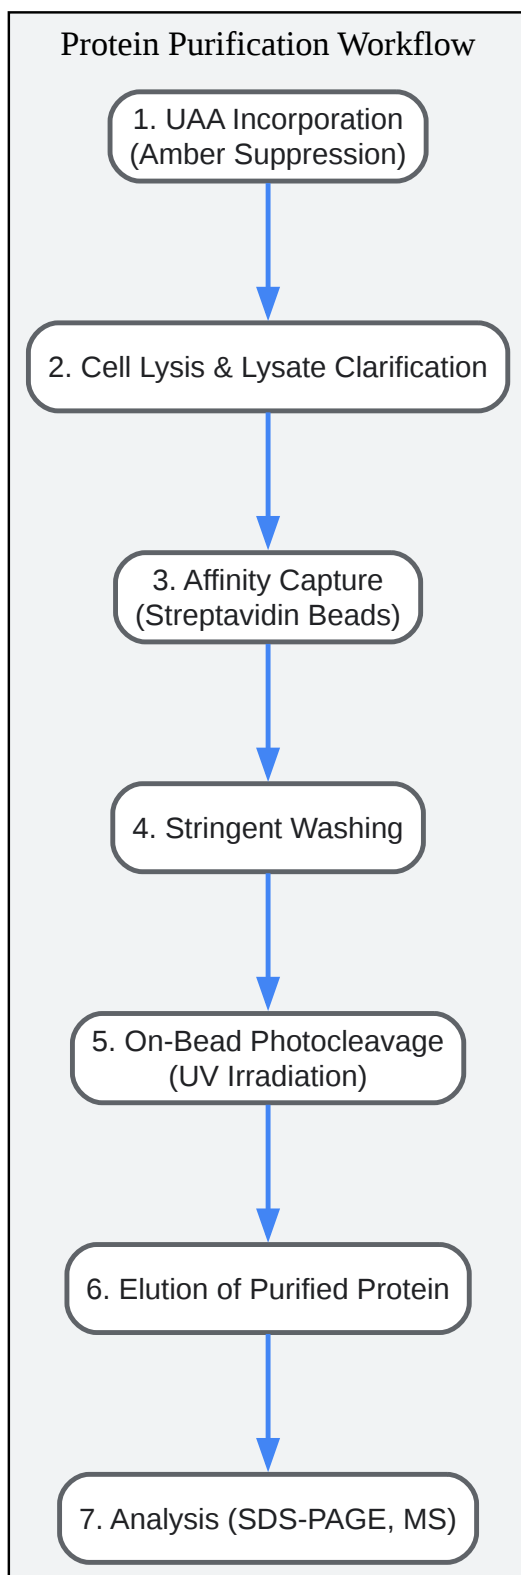 Protein Purification Workflow
1. UAA Incorporation
(Amber Suppression)
2. Cell Lysis & Lysate Clarification
3. Affinity Capture
(Streptavidin Beads)
4. Stringent Washing
5. On-Bead Photocleavage
(UV Irradiation)
6. Elution of Purified Protein
7. Analysis (SDS-PAGE, MS)